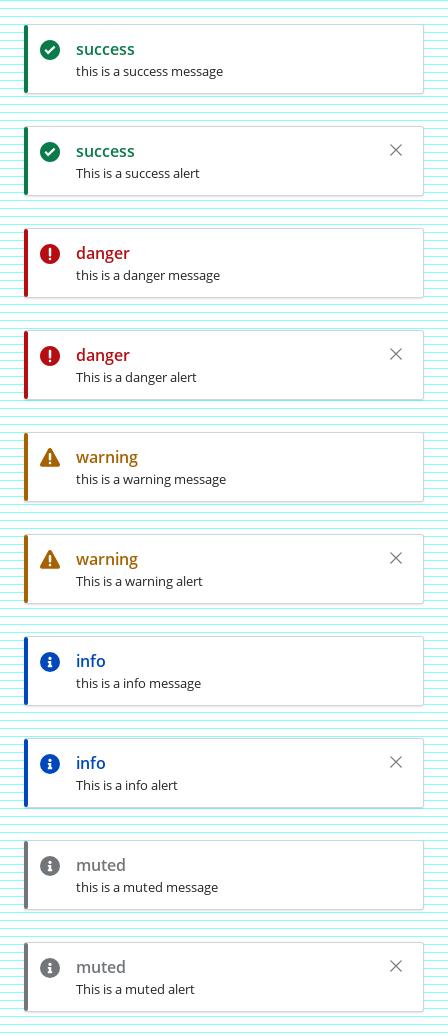 success
this is a success message
success
This is a success alert
danger
this is a danger message
danger
This is a danger alert
warning
this is a warning message
warning
This is a warning alert
info
this is a info message
info
This is a info alert
muted
this is a muted message
muted
This is a muted alert